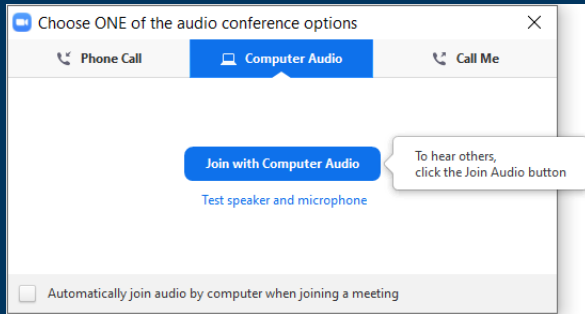 Choose ONE of the audio conference options
Phone Call
Computer Audio
Call Me
Join with Computer Audio
To hear others,
click the Join Audio button
Test speaker and microphone
Automatically join audio by computer when joining a meeting